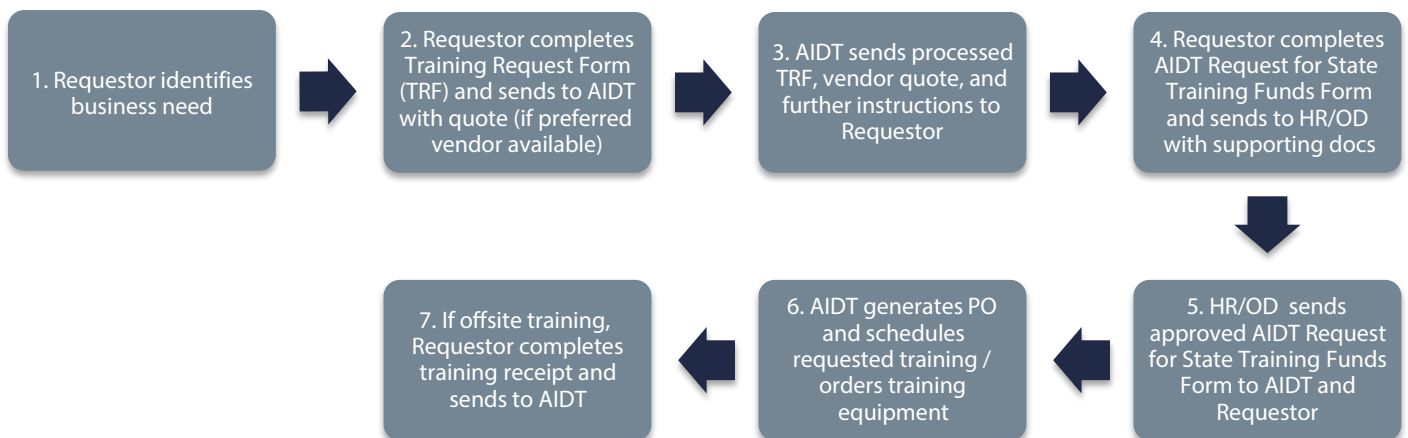 1. Requestor identifies
business need
2. Requestor completes
Training Request Form
(TRF) and sends to AIDT
with quote (if preferred
vendor available)
3. AIDT sends processed
TRF, vendor quote, and
further instructions to
Requestor
4. Requestor completes
AIDT Request for State
Training Funds Form
and sends to HR/OD
with supporting docs
5. HR/OD sends
approved AIDT Request
for State Training Funds
Form to AIDT and
Requestor
6. AIDT generates PO
and schedules
requested training /
orders training
equipment
7. If offsite training,
Requestor completes
training receipt and
sends to AIDT